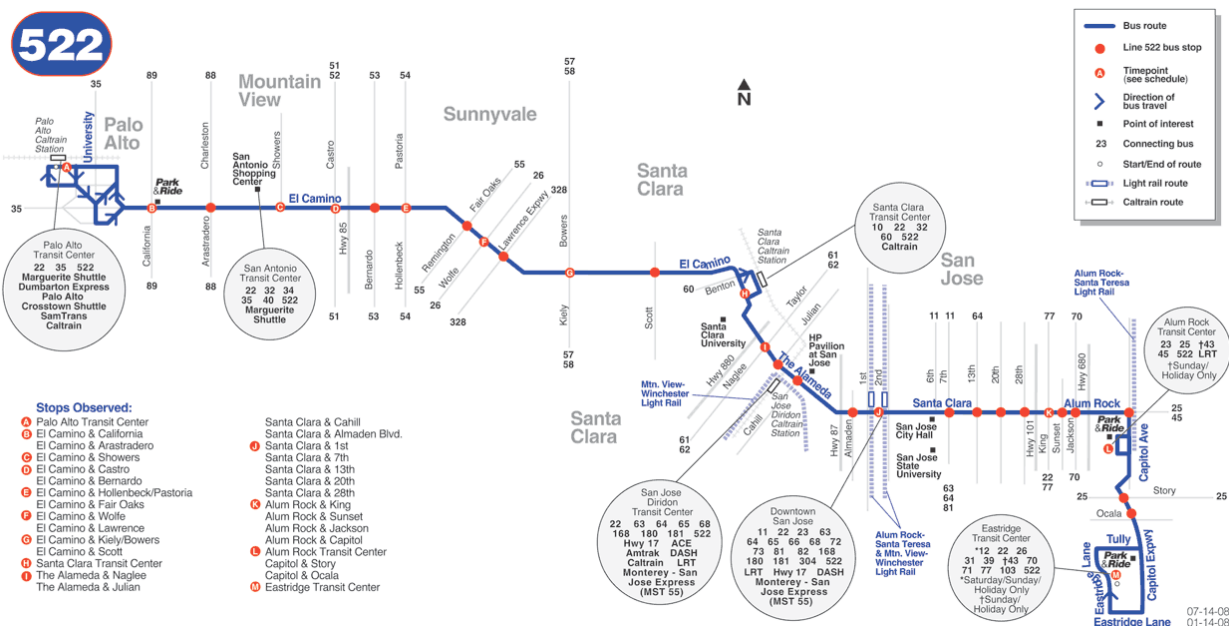 522
Bus route
Line 522 bus stop
A
Timepoint
(see schedule)
Direction of
bus travel
Point of interest
23
Connecting bus
Start/End of route
Light rail route
Caltrain route
N
Palo
Alto
Mountain
View
Sunnyvale
Santa
Clara
San
Jose
Santa
Clara
35
89
88
51
52
53
54
57
58
Palo
Alto
Caltrain
Station
University
Charleston
San
Antonio
Shopping
Center
Showers
Castro
Pastoria
Park
&Ride
A
35
B
C
El Camino
D
E
California
Arastradero
Hwy 85
Bernardo
Hollenbeck
89
88
51
53
54
Fair Oaks
55
26
328
Remington
F
Wolfe
Lawrence Expwy
55
26
328
Bowers
G
Kiely
57
58
Scott
El Camino
60
Benton
H
Santa
Clara
Caltrain
Station
Santa
Clara
University
61
62
Taylor
Julian
I
Hwy 880
Naglee
61
62
The Alameda
HP
Pavilion
at San
Jose
Mtn. View-
Winchester
Light Rail
Cahill
San
Jose
Diridon
Caltrain
Station
Hwy 87
Almaden
1st
2nd
J
Santa Clara
11
11
64
77
70
6th
7th
13th
20th
28th
Hwy 101
King
Sunset
Jackson
Hwy 680
K
Alum Rock
San Jose
City Hall
San Jose
State
University
63
64
81
22
77
70
25
45
Park
&Ride
L
Capitol Ave
Alum Rock-
Santa Teresa
Light Rail
Alum Rock-
Santa Teresa
& Mtn. View-
Winchester
Light Rail
25
Story
25
Ocala
Tully
Park
&Ride
M
Eastridge Lane
Capitol Expwy
Eastridge Lane
Palo Alto
Transit Center
22 35 522
Marguerite Shuttle
Dumbarton Express
Palo Alto
Crosstown Shuttle
SamTrans
Caltrain
San Antonio
Transit Center
22 32 34
35 40 522
Marguerite
Shuttle
Santa Clara
Transit Center
10 22 32
60 522
Caltrain
Alum Rock
Transit Center
23 25 †43
45 522 LRT
†Sunday/
Holiday Only
San Jose
Diridon
Transit Center
22 63 64 65 68
168 180 181 522
Hwy 17 ACE
Amtrak DASH
Caltrain LRT
Monterey - San
Jose Express
(MST 55)
Downtown
San Jose
11 22 23 63
64 65 66 68 72
73 81 82 168
180 181 304 522
LRT Hwy 17 DASH
Monterey - San
Jose Express
(MST 55)
Eastridge
Transit Center
*12 22 26
31 39 †43 70
71 77 103 522
*Saturday/Sunday/
Holiday Only
†Sunday/
Holiday Only
Stops Observed:
A Palo Alto Transit Center
B El Camino & California
El Camino & Arastradero
C El Camino & Showers
D El Camino & Castro
El Camino & Bernardo
E El Camino & Hollenbeck/Pastoria
El Camino & Fair Oaks
F El Camino & Wolfe
El Camino & Lawrence
G El Camino & Kiely/Bowers
El Camino & Scott
H Santa Clara Transit Center
I The Alameda & Naglee
The Alameda & Julian
Santa Clara & Cahill
Santa Clara & Almaden Blvd.
J Santa Clara & 1st
Santa Clara & 7th
Santa Clara & 13th
Santa Clara & 20th
Santa Clara & 28th
K Alum Rock & King
Alum Rock & Sunset
Alum Rock & Jackson
Alum Rock & Capitol
L Alum Rock Transit Center
Capitol & Story
Capitol & Ocala
M Eastridge Transit Center
07-14-08
01-14-08